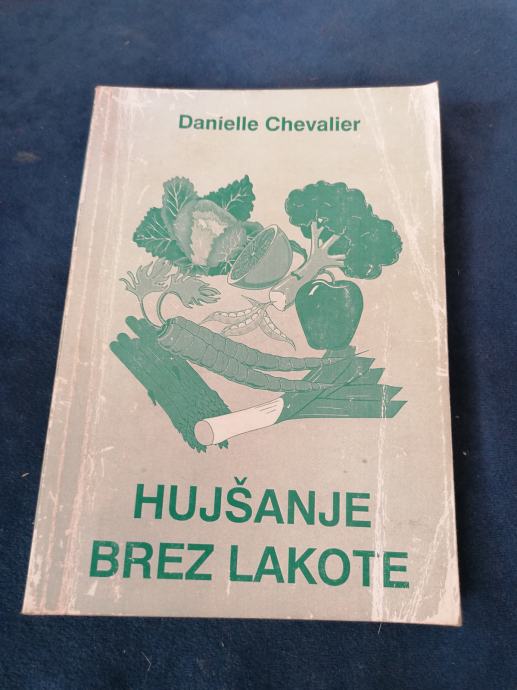 Danielle Chevalier
HUJŠANJE
BREZ LAKOTE